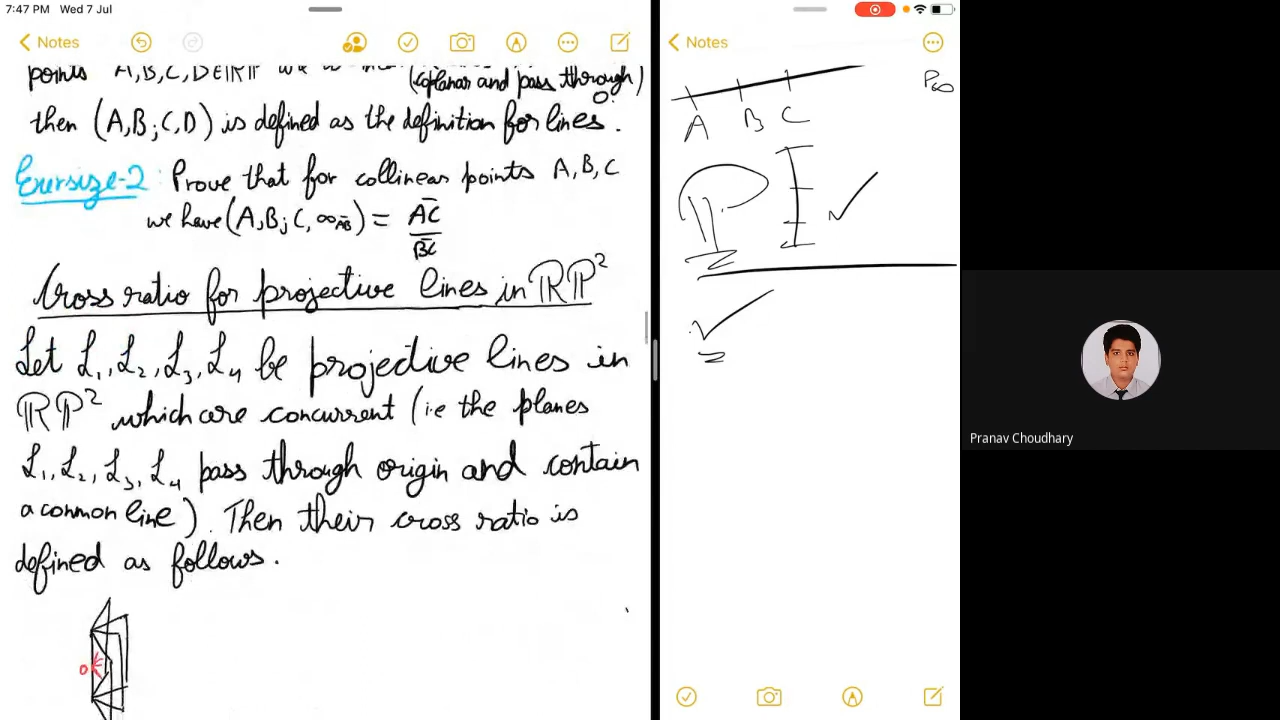 7:47 PM Wed 7 Jul
Notes
points A,B,C,D∈RP
(coplanar and pass through
O)
then (A,B;C,D) is defined as the definition for lines.
Exersize-2: Prove that for collinear points A,B,C
we have (A,B;C,∞AB) = AC/BC
Cross ratio for projective lines in RP²
Let L₁,L₂,L₃,L₄ be projective lines in
RP² which are concurrent (i.e the planes
L₁,L₂,L₃,L₄ pass through origin and contain
a common line). Then their cross ratio is
defined as follows.
O
Notes
P∞
A B C
Pranav Choudhary